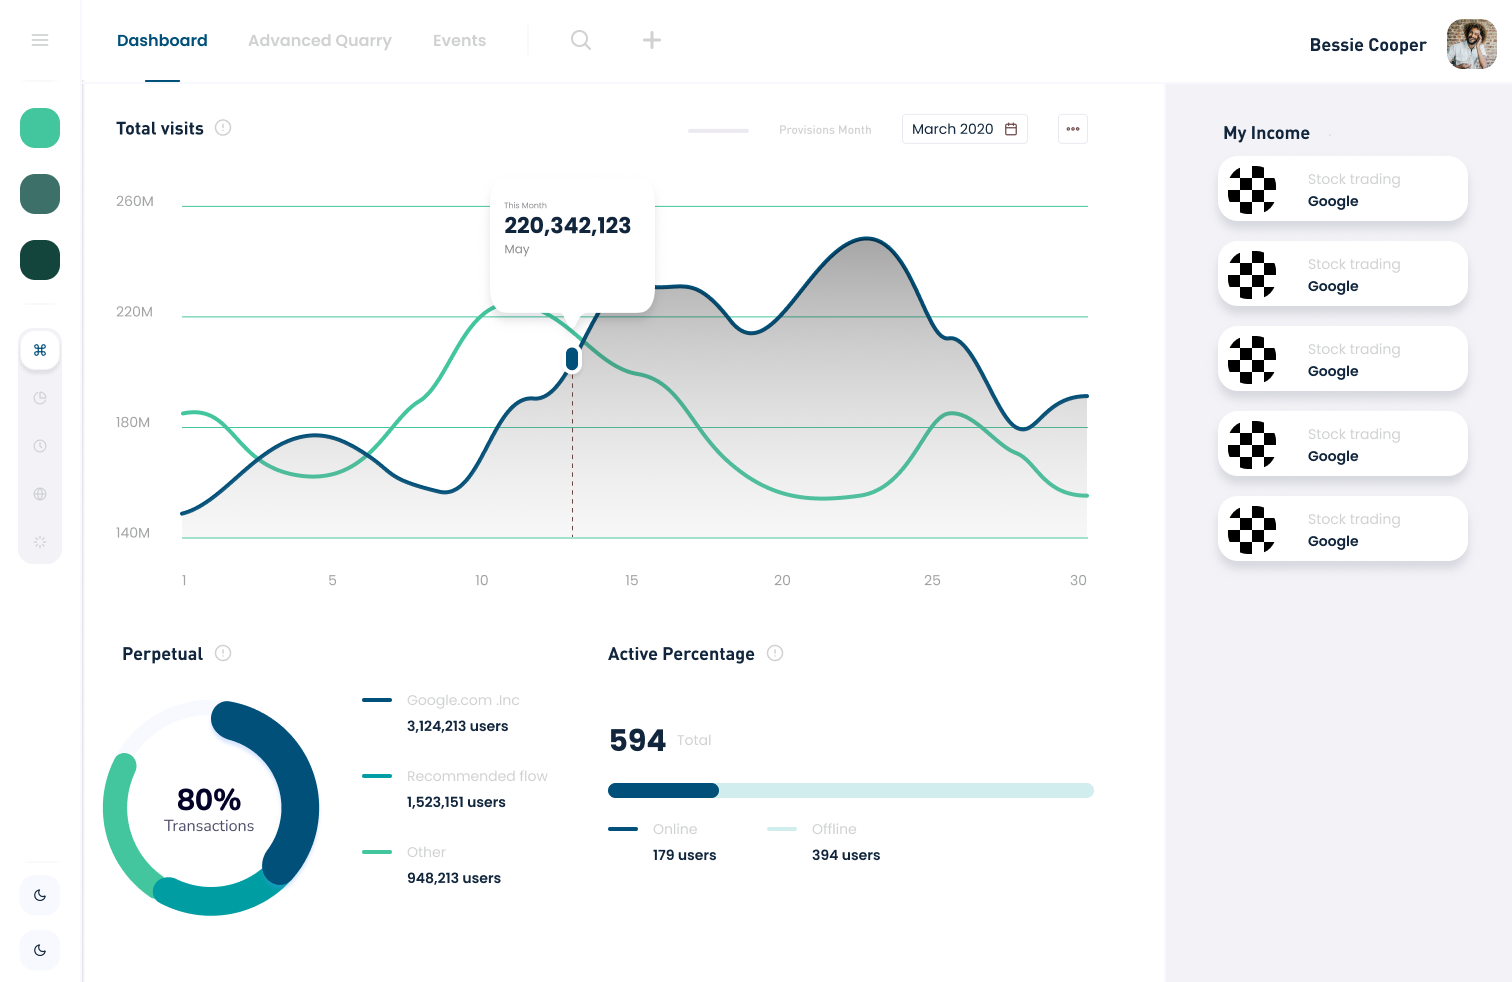 Dashboard
Advanced Quarry
Events
Bessie Cooper
Total visits
Provisions Month
March 2020
My Income
260M
220M
180M
140M
This Month
220,342,123
May
1 5 10 15 20 25 30
Stock trading
Google
Stock trading
Google
Stock trading
Google
Stock trading
Google
Stock trading
Google
Perpetual
80%
Transactions
Google.com .Inc
3,124,213 users
Recommended flow
1,523,151 users
Other
948,213 users
Active Percentage
594 Total
Online
179 users
Offline
394 users